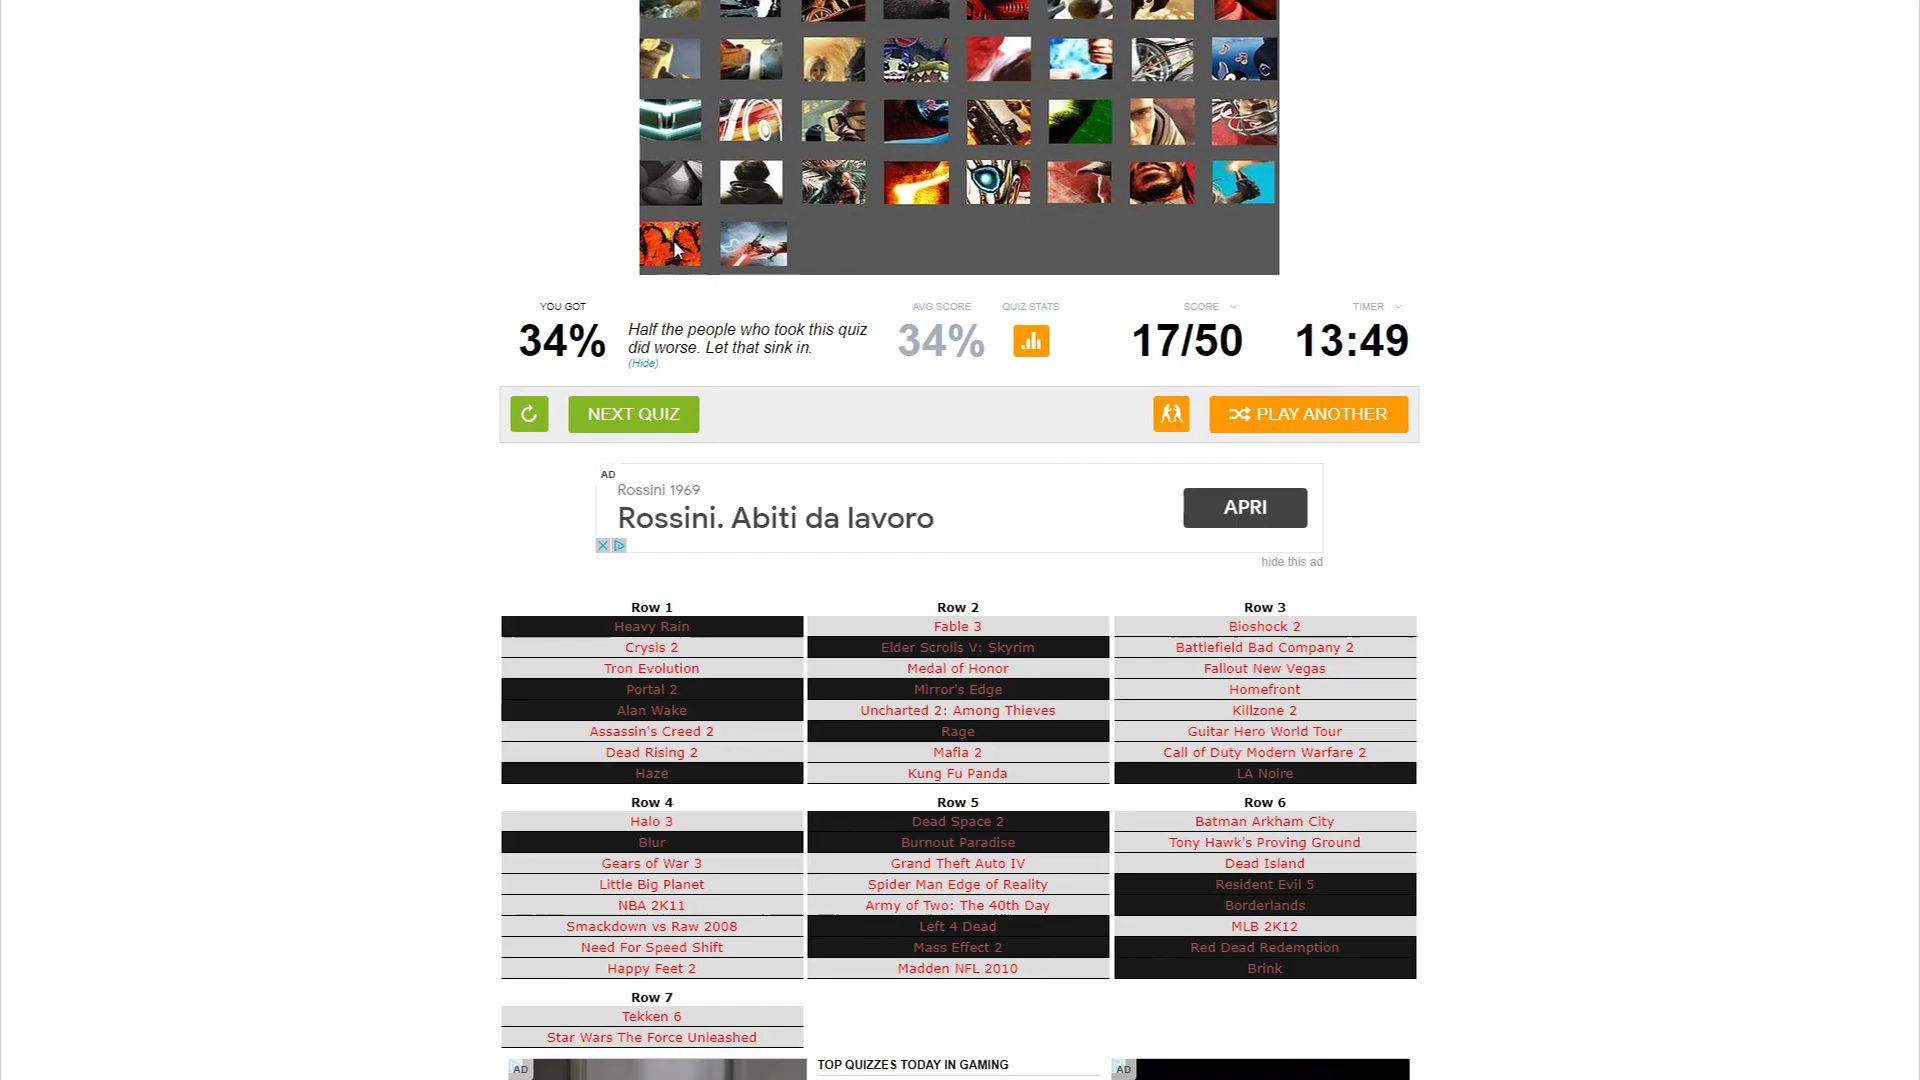 YOU GOT
34%
Half the people who took this quiz
did worse. Let that sink in.
(Hide)
AVG SCORE
34%
QUIZ STATS
SCORE
17/50
TIMER
13:49
NEXT QUIZ
PLAY ANOTHER
AD
Rossini 1969
Rossini. Abiti da lavoro
APRI
hide this ad
Row 1
Heavy Rain
Crysis 2
Tron Evolution
Portal 2
Alan Wake
Assassin's Creed 2
Dead Rising 2
Haze
Row 2
Fable 3
Elder Scrolls V: Skyrim
Medal of Honor
Mirror's Edge
Uncharted 2: Among Thieves
Rage
Mafia 2
Kung Fu Panda
Row 3
Bioshock 2
Battlefield Bad Company 2
Fallout New Vegas
Homefront
Killzone 2
Guitar Hero World Tour
Call of Duty Modern Warfare 2
LA Noire
Row 4
Halo 3
Blur
Gears of War 3
Little Big Planet
NBA 2K11
Smackdown vs Raw 2008
Need For Speed Shift
Happy Feet 2
Row 5
Dead Space 2
Burnout Paradise
Grand Theft Auto IV
Spider Man Edge of Reality
Army of Two: The 40th Day
Left 4 Dead
Mass Effect 2
Madden NFL 2010
Row 6
Batman Arkham City
Tony Hawk's Proving Ground
Dead Island
Resident Evil 5
Borderlands
MLB 2K12
Red Dead Redemption
Brink
Row 7
Tekken 6
Star Wars The Force Unleashed
AD
TOP QUIZZES TODAY IN GAMING
AD